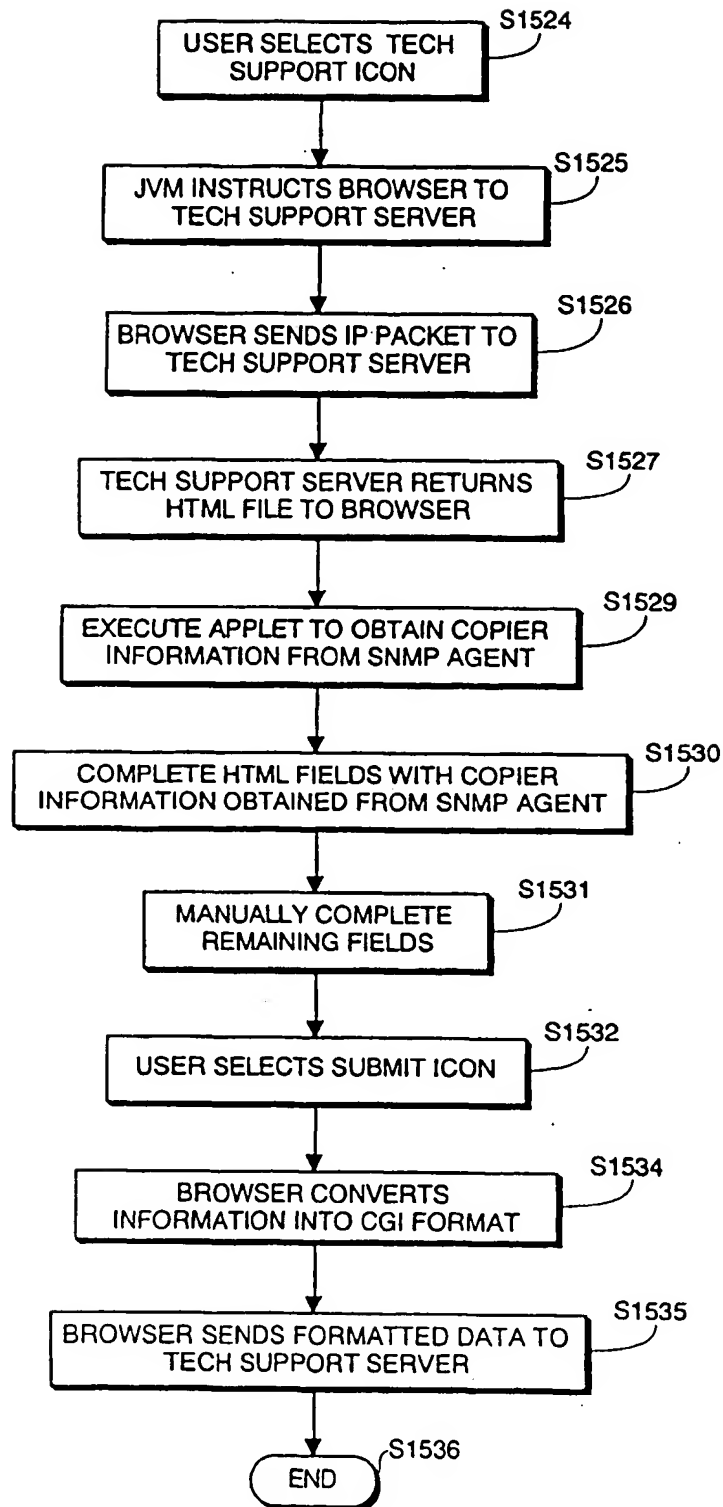 S1524
USER SELECTS TECH
SUPPORT ICON
S1525
JVM INSTRUCTS BROWSER TO
TECH SUPPORT SERVER
S1526
BROWSER SENDS IP PACKET TO
TECH SUPPORT SERVER
S1527
TECH SUPPORT SERVER RETURNS
HTML FILE TO BROWSER
S1529
EXECUTE APPLET TO OBTAIN COPIER
INFORMATION FROM SNMP AGENT
S1530
COMPLETE HTML FIELDS WITH COPIER
INFORMATION OBTAINED FROM SNMP AGENT
S1531
MANUALLY COMPLETE
REMAINING FIELDS
S1532
USER SELECTS SUBMIT ICON
S1534
BROWSER CONVERTS
INFORMATION INTO CGI FORMAT
S1535
BROWSER SENDS FORMATTED DATA TO
TECH SUPPORT SERVER
S1536
END